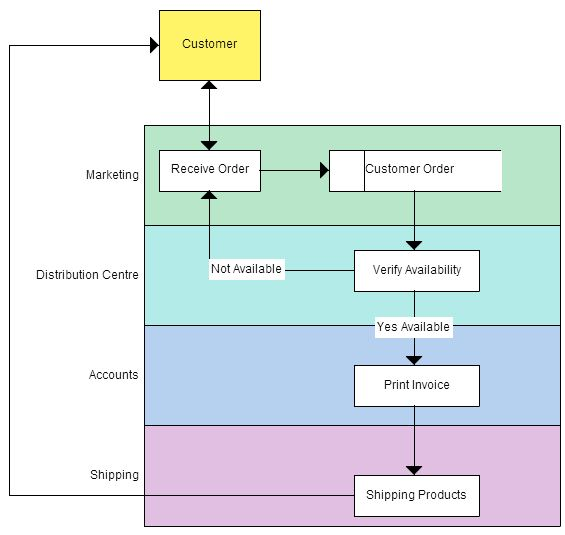 Customer
Marketing
Receive Order
Customer Order
Distribution Centre
Not Available
Verify Availability
Yes Available
Accounts
Print Invoice
Shipping
Shipping Products